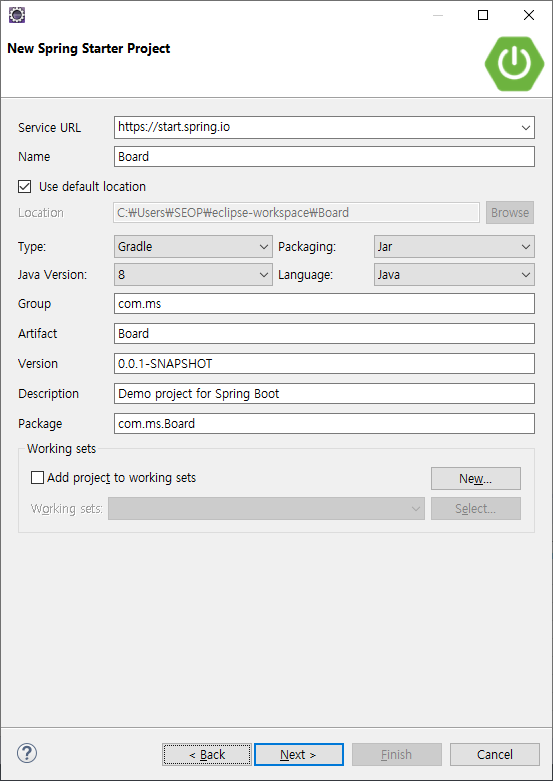 New Spring Starter Project
Service URL https://start.spring.io
Name Board
Use default location
Location C:₩Users₩SEOP₩eclipse-workspace₩Board Browse
Type: Gradle Packaging: Jar
Java Version: 8 Language: Java
Group com.ms
Artifact Board
Version 0.0.1-SNAPSHOT
Description Demo project for Spring Boot
Package com.ms.Board
Working sets
Add project to working sets New...
Working sets: Select...
? < Back Next > Finish Cancel